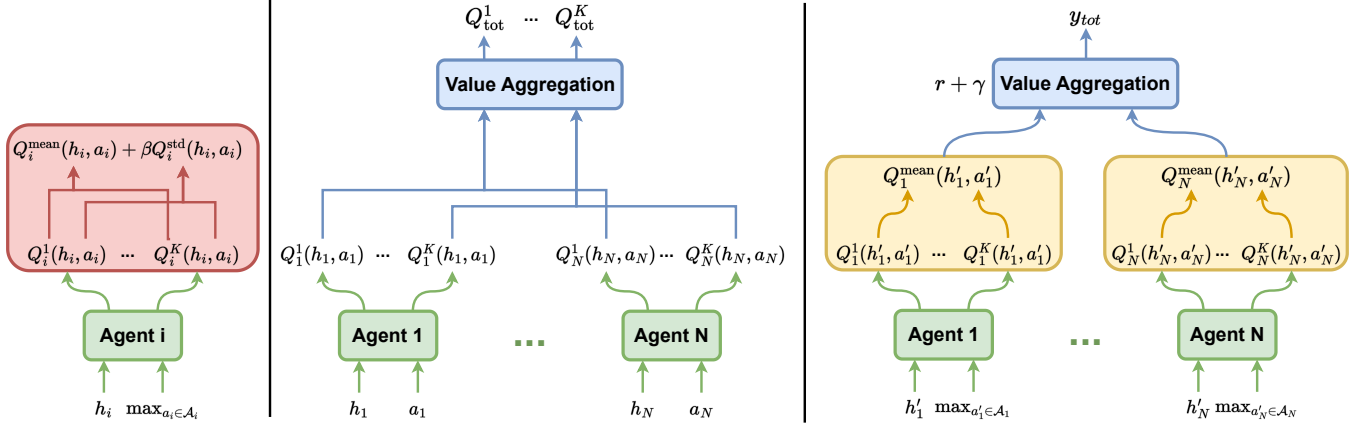 Q_i^mean(h_i, a_i) + βQ_i^std(h_i, a_i)
Q_i^1(h_i, a_i) ... Q_i^K(h_i, a_i)
Agent i
h_i max_{a_i∈𝒜_i}
Q_tot^1 ... Q_tot^K
Value Aggregation
Q_1^1(h_1, a_1) ... Q_1^K(h_1, a_1) Q_N^1(h_N, a_N) ... Q_N^K(h_N, a_N)
Agent 1 ... Agent N
h_1 a_1 h_N a_N
y_tot
r + γ Value Aggregation
Q_1^mean(h'_1, a'_1) Q_N^mean(h'_N, a'_N)
Q_1^1(h'_1, a'_1) ... Q_1^K(h'_1, a'_1) Q_N^1(h'_N, a'_N) ... Q_N^K(h'_N, a'_N)
Agent 1 ... Agent N
h'_1 max_{a'_1∈𝒜_1} h'_N max_{a'_N∈𝒜_N}